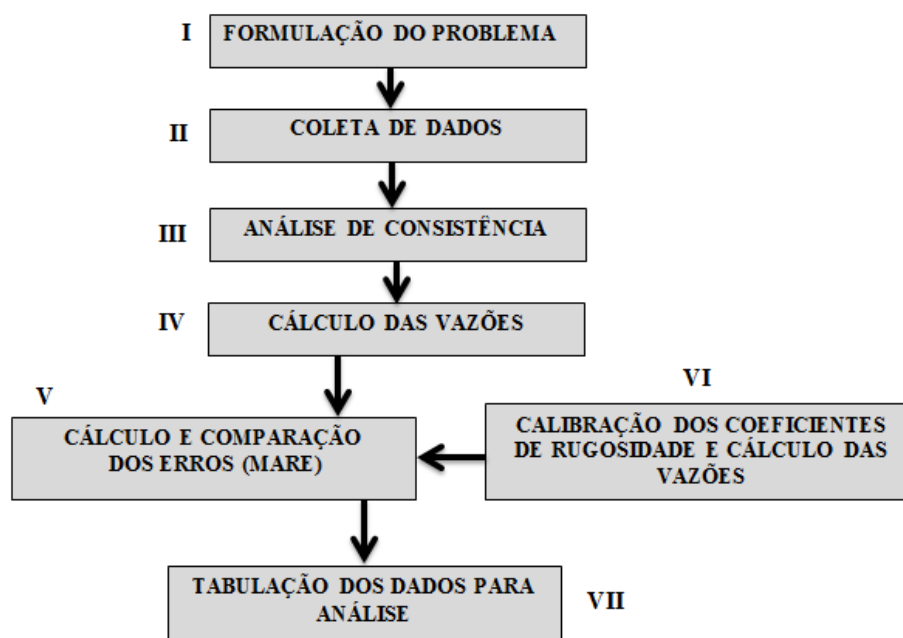 I
FORMULAÇÃO DO PROBLEMA
II
COLETA DE DADOS
III
ANÁLISE DE CONSISTÊNCIA
IV
CÁLCULO DAS VAZÕES
V
CÁLCULO E COMPARAÇÃO
DOS ERROS (MARE)
VI
CALIBRAÇÃO DOS COEFICIENTES
DE RUGOSIDADE E CÁLCULO DAS
VAZÕES
TABULAÇÃO DOS DADOS PARA
ANÁLISE
VII